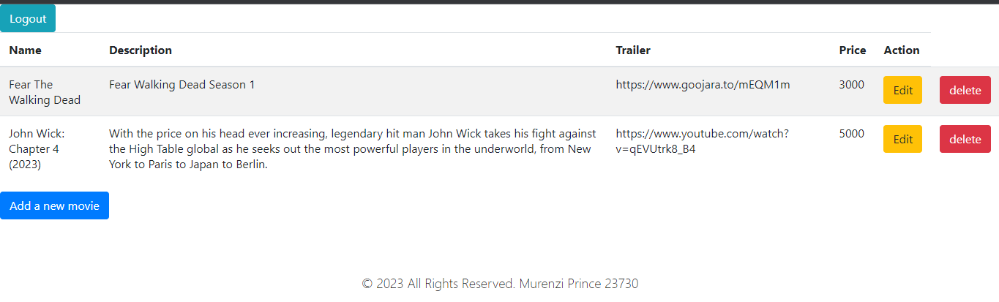 Logout
Name Description Trailer Price Action
Fear The Fear Walking Dead Season 1 https://www.goojara.to/mEQM1m 3000 Edit delete
Walking Dead
John Wick: With the price on his head ever increasing, legendary hit man John Wick takes his fight against https://www.youtube.com/watch? 5000 Edit delete
Chapter 4 the High Table global as he seeks out the most powerful players in the underworld, from New v=qEVUtrk8_B4
(2023) York to Paris to Japan to Berlin.
Add a new movie
© 2023 All Rights Reserved. Murenzi Prince 23730